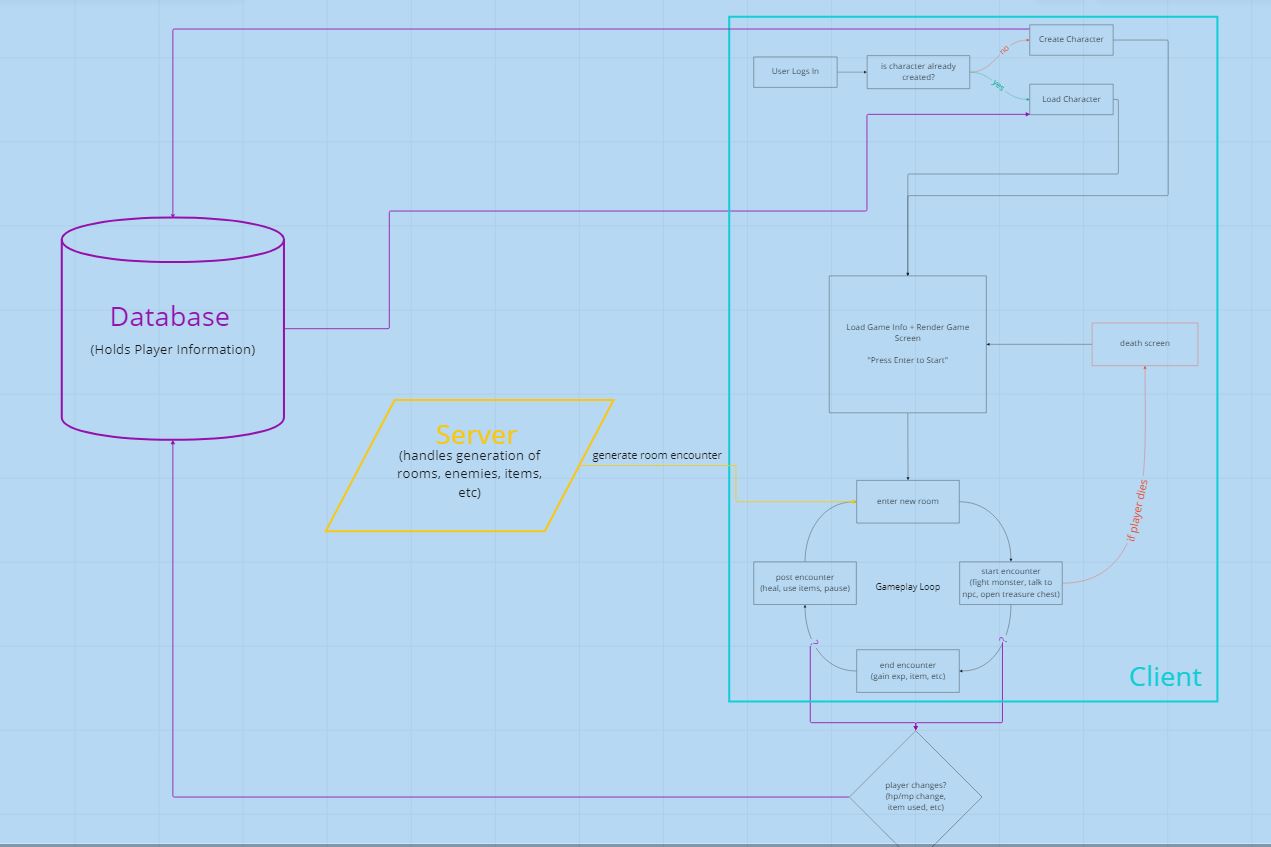 Create Character
no
User Logs In
is character already
created?
yes
Load Character
Database
(Holds Player Information)
Load Game Info + Render Game
Screen
"Press Enter to Start"
death screen
Server
(handles generation of
rooms, enemies, items,
etc)
generate room encounter
enter new room
if player dies
post encounter
(heal, use items, pause)
Gameplay Loop
start encounter
(fight monster, talk to
npc, open treasure chest)
?
?
end encounter
(gain exp, item, etc)
Client
player changes?
(hp/mp change,
item used, etc)